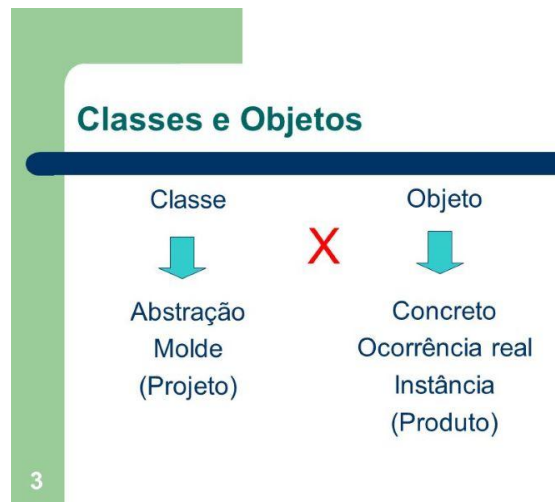 Classes e Objetos
Classe
Objeto
X
Abstração
Molde
(Projeto)
Concreto
Ocorrência real
Instância
(Produto)
3